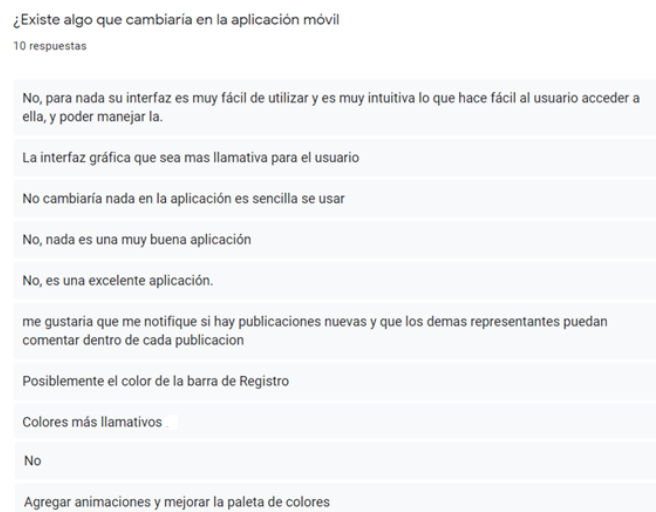 ¿Existe algo que cambiaría en la aplicación móvil
10 respuestas
No, para nada su interfaz es muy fácil de utilizar y es muy intuitiva lo que hace fácil al usuario acceder a
ella, y poder manejar la.
La interfaz gráfica que sea mas llamativa para el usuario
No cambiaría nada en la aplicación es sencilla se usar
No, nada es una muy buena aplicación
No, es una excelente aplicación.
me gustaria que me notifique si hay publicaciones nuevas y que los demas representantes puedan
comentar dentro de cada publicacion
Posiblemente el color de la barra de Registro
Colores más llamativos
No
Agregar animaciones y mejorar la paleta de colores